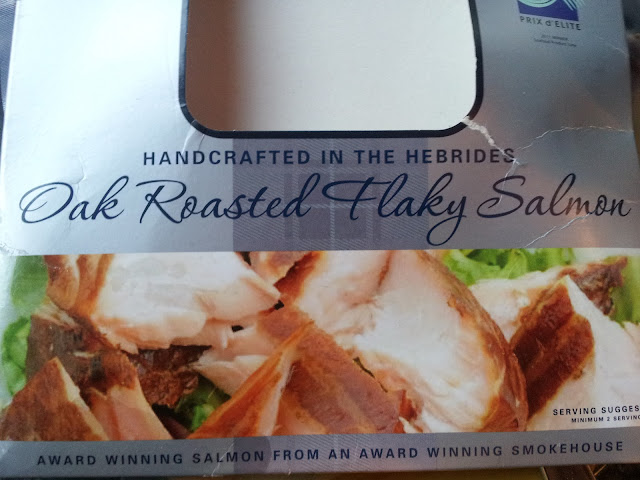 PRIX d'ELITE
HANDCRAFTED IN THE HEBRIDES
Oak Roasted Flaky Salmon
SERVING SUGGES
MINIMUM 2 SERVING
AWARD WINNING SALMON FROM AN AWARD WINNING SMOKEHOUSE